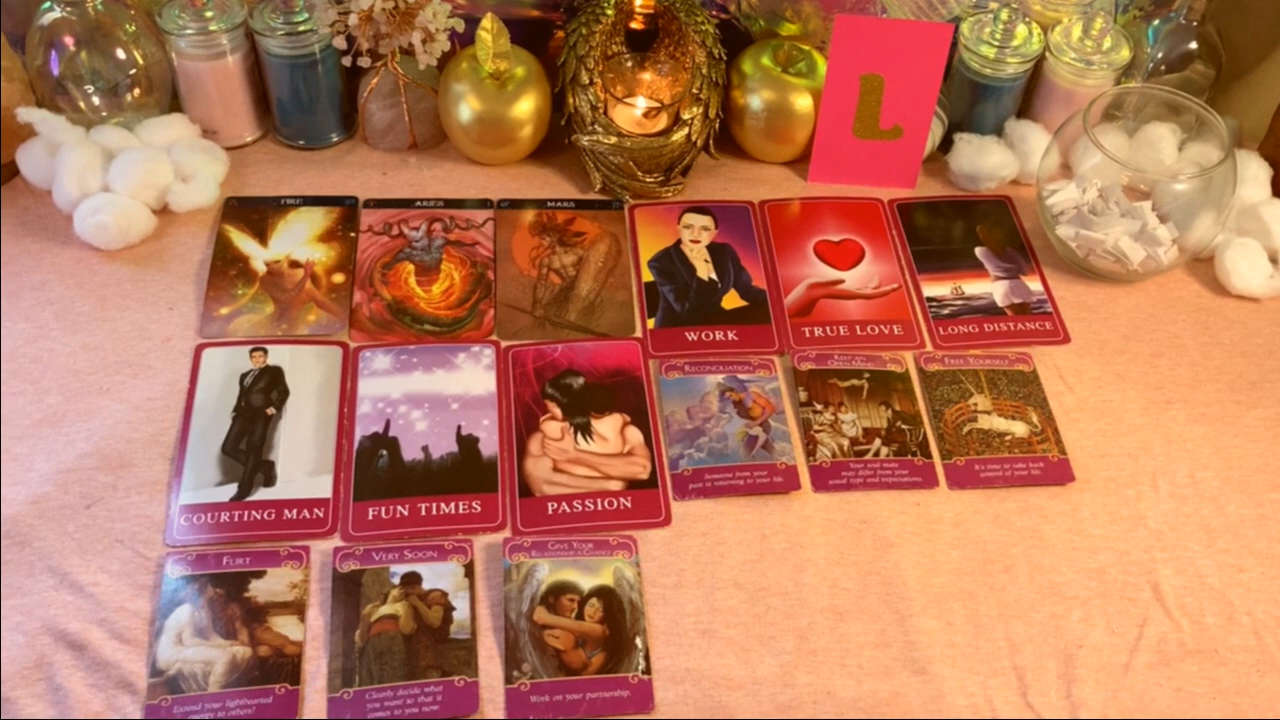 L
FIRE
ARIES
MARS
WORK
TRUE LOVE
LONG DISTANCE
COURTING MAN
FUN TIMES
PASSION
RECONCILIATION
Someone from your
past is returning to your life.
KEEP AN
OPEN MIND
Your soul mate
may differ from your
usual type and expectations.
FREE YOURSELF
It's time to take back
control of your life.
FLIRT
Extend your lighthearted
energy to others!
VERY SOON
Clearly decide what
you want so that it
comes to you now.
GIVE YOUR
RELATIONSHIP A CHANCE
Work on your partnership.